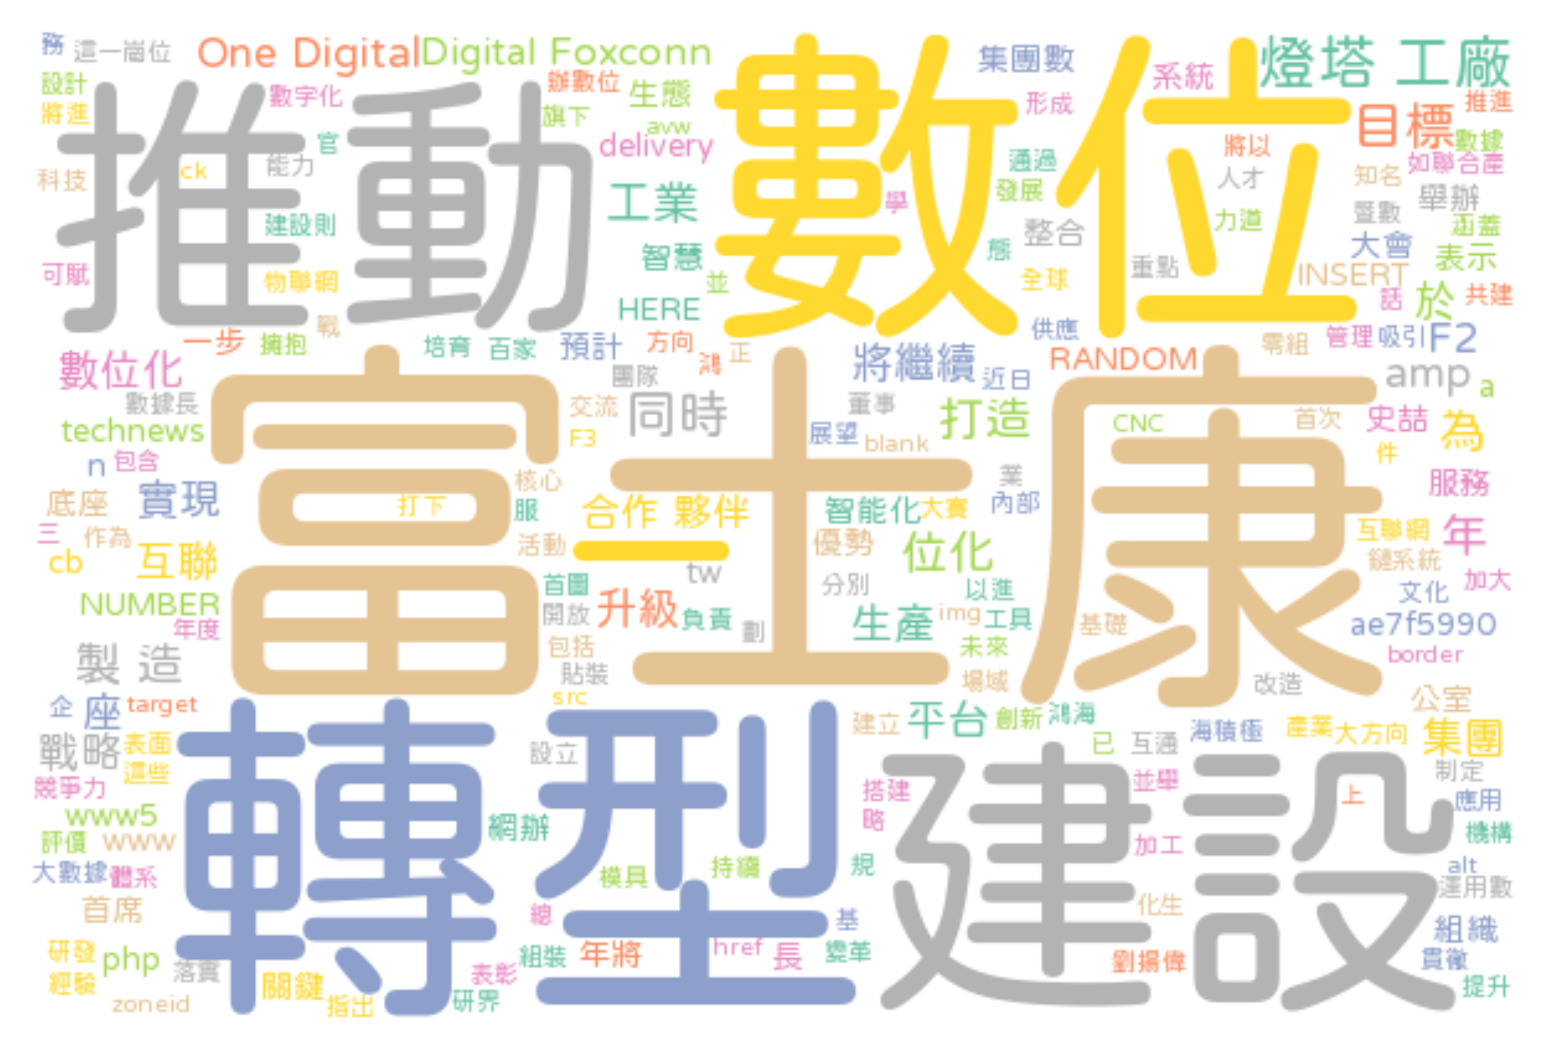 務 這一崗位 One Digital Digital Foxconn 集團數 系統 燈塔 工廠
設計 數字化 辦數位 生態 形成 目標 推進
將進 推動 官 旗下 avw 數位 將以 數據
科技 ck 能力 delivery 通過 人才 知名 如聯合產
建設則 工業 學 發展 力道 暨數 舉辦 涵蓋
可賦 物聯網 智慧 並 態 整合 全球 重點 大會 INSERT 表示
戰 HERE 供應 話 於 共建
一步 擁抱 培育 百家 預計 方向 鴻 正 將繼續 近日 RANDOM 零組 管理 吸引 F2
數位化 團隊 amp a
數據長 富士康 交流 同時 董事 打造 CNC 首次 史喆 為
technews F3 展望 blank 件
n 包含 核心 業 服務
底座 實現 打下 服 合作 夥伴 智能化 大賽 內部
三 作為 活動 一 優勢 位化 互聯網 年
cb 互聯 首圖 tw 分別 以進 鏈系統 加大
NUMBER 開放 升級 負責 劃 生產 img 工具 基礎 文化 ae7f5990
年度 包括 未來 border
製 造 貼裝 場域 改造
企 座 target src 建立 平台 創新 鴻海 海積極 產業 大方向 公室
戰略 表面 轉型 設立 已 互通 集團
這些 建設 並舉 制定
競爭力 搭建 上 應用
www5 網辦 略 機構
評價 www 加工
大數據 體系 模具 持續 規 alt
首席 總 基 化生 運用數
研發 php 落實 組裝 年將 href 長 變革 劉揚偉 組織
經驗 關鍵 表彰 貫徹
zoneid 指出 研界 提升